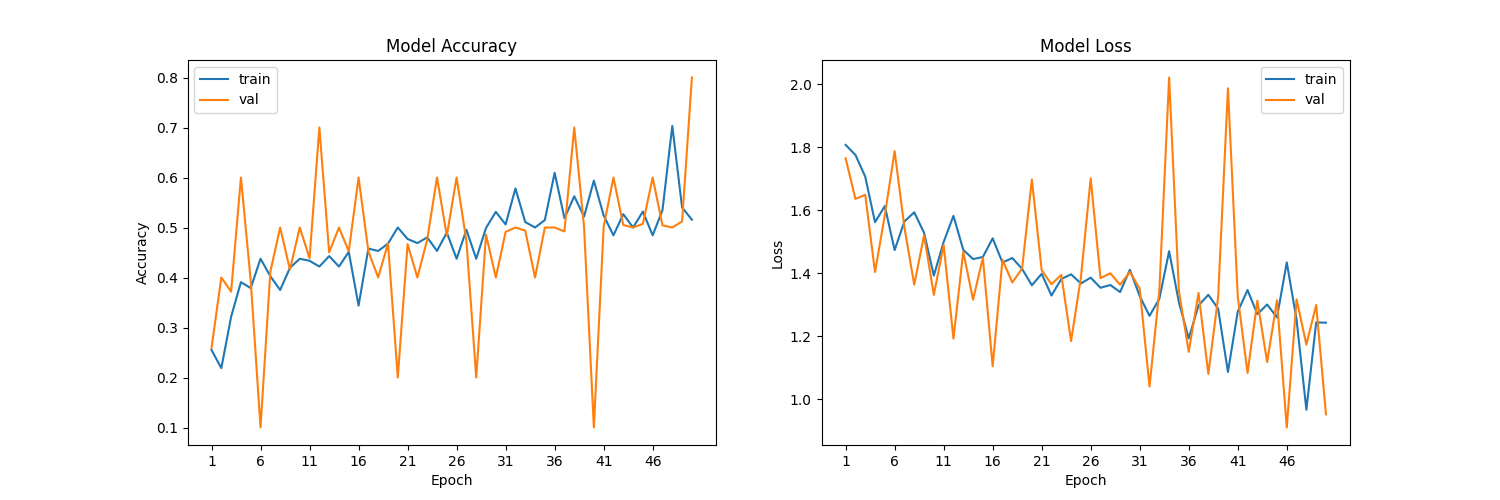 Model Accuracy
train
val
0.8
0.7
0.6
0.5
0.4
0.3
0.2
0.1
Accuracy
1 6 11 16 21 26 31 36 41 46
Epoch
Model Loss
train
val
2.0
1.8
1.6
1.4
1.2
1.0
Loss
1 6 11 16 21 26 31 36 41 46
Epoch